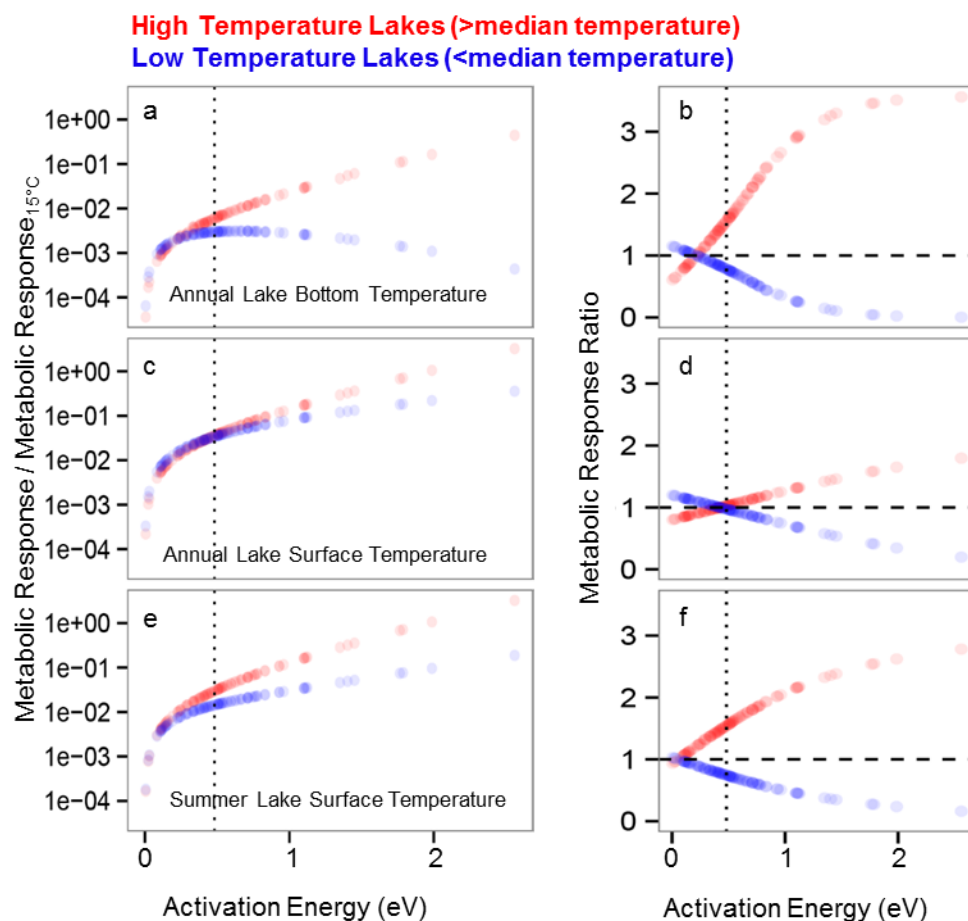 High Temperature Lakes (>median temperature)
Low Temperature Lakes (<median temperature)
Metabolic Response / Metabolic Response15°C
a
1e+00
1e−01
1e−02
1e−03
1e−04
Annual Lake Bottom Temperature
b
3
2
1
0
c
1e+00
1e−01
1e−02
1e−03
1e−04
Annual Lake Surface Temperature
Metabolic Response Ratio
d
3
2
1
0
e
1e+00
1e−01
1e−02
1e−03
1e−04
Summer Lake Surface Temperature
f
3
2
1
0
0 1 2
0 1 2
Activation Energy (eV)
Activation Energy (eV)